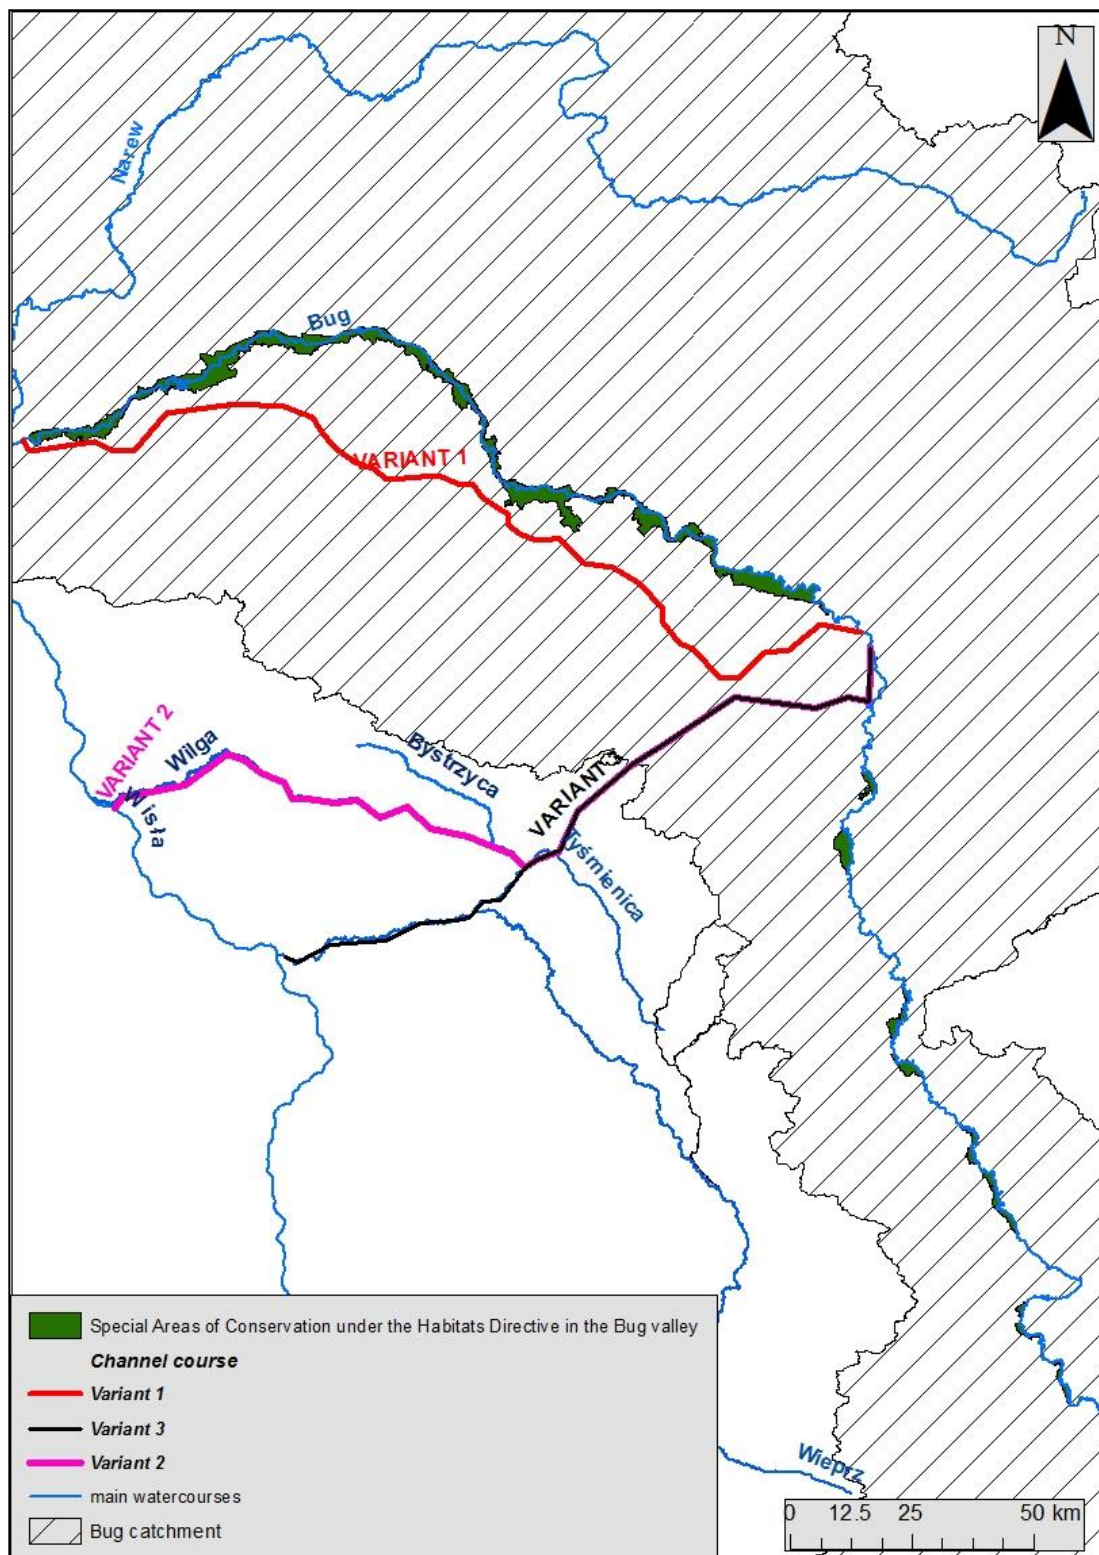 N
Narew
Bug
VARIANT 1
VARIANT 2
Wilga
Wisła
Bystrzyca
VARIANT 3
Tyśmienica
Special Areas of Conservation under the Habitats Directive in the Bug valley
Channel course
Variant 1
Variant 3
Variant 2
main watercourses
Bug catchment
Wieprz
0 12.5 25 50 km